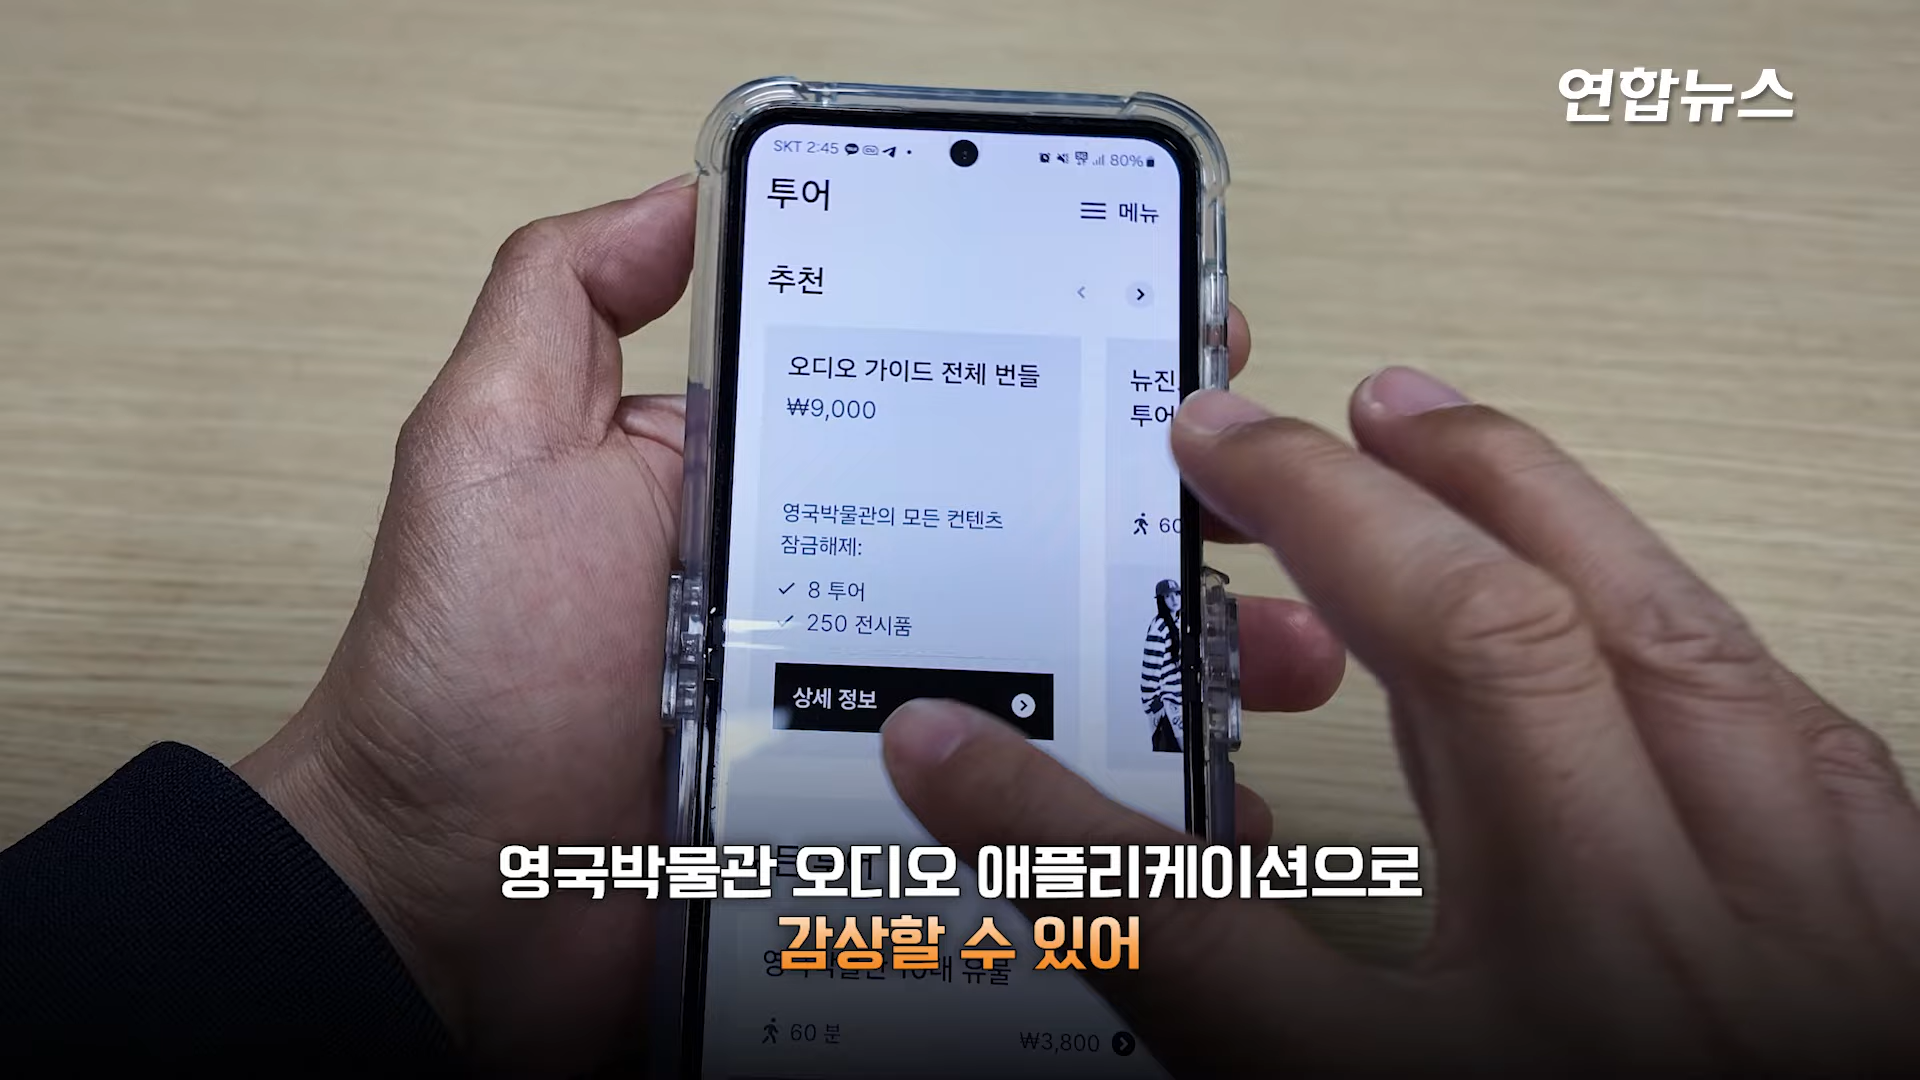 연합뉴스
SKT 2:45
80%
투어
메뉴
추천
오디오 가이드 전체 번들
₩9,000
뉴진
투어
영국박물관의 모든 컨텐츠
잠금해제:
60
8 투어
250 전시품
상세 정보
영국박물관 오디오 애플리케이션으로
감상할 수 있어
60 분
₩3,800